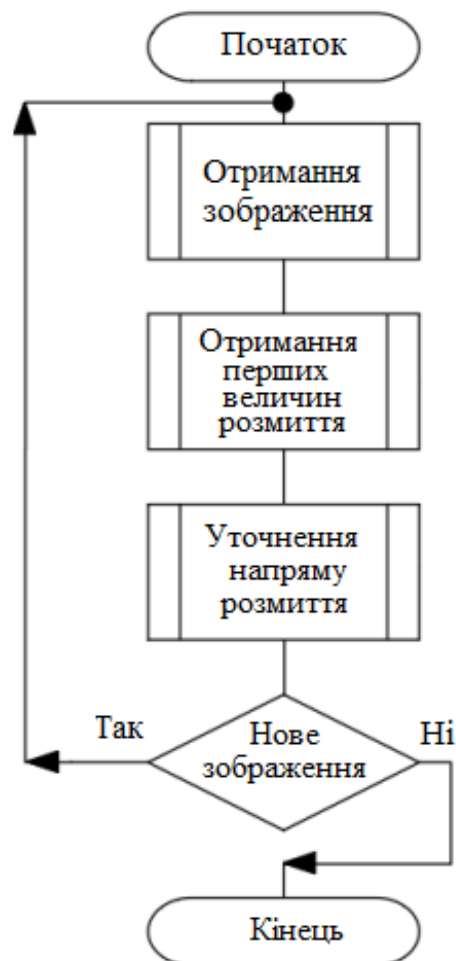 Початок
Отримання
зображення
Отримання
перших
величин
розмиття
Уточнення
напряму
розмиття
Так
Нове
зображення
Ні
Кінець